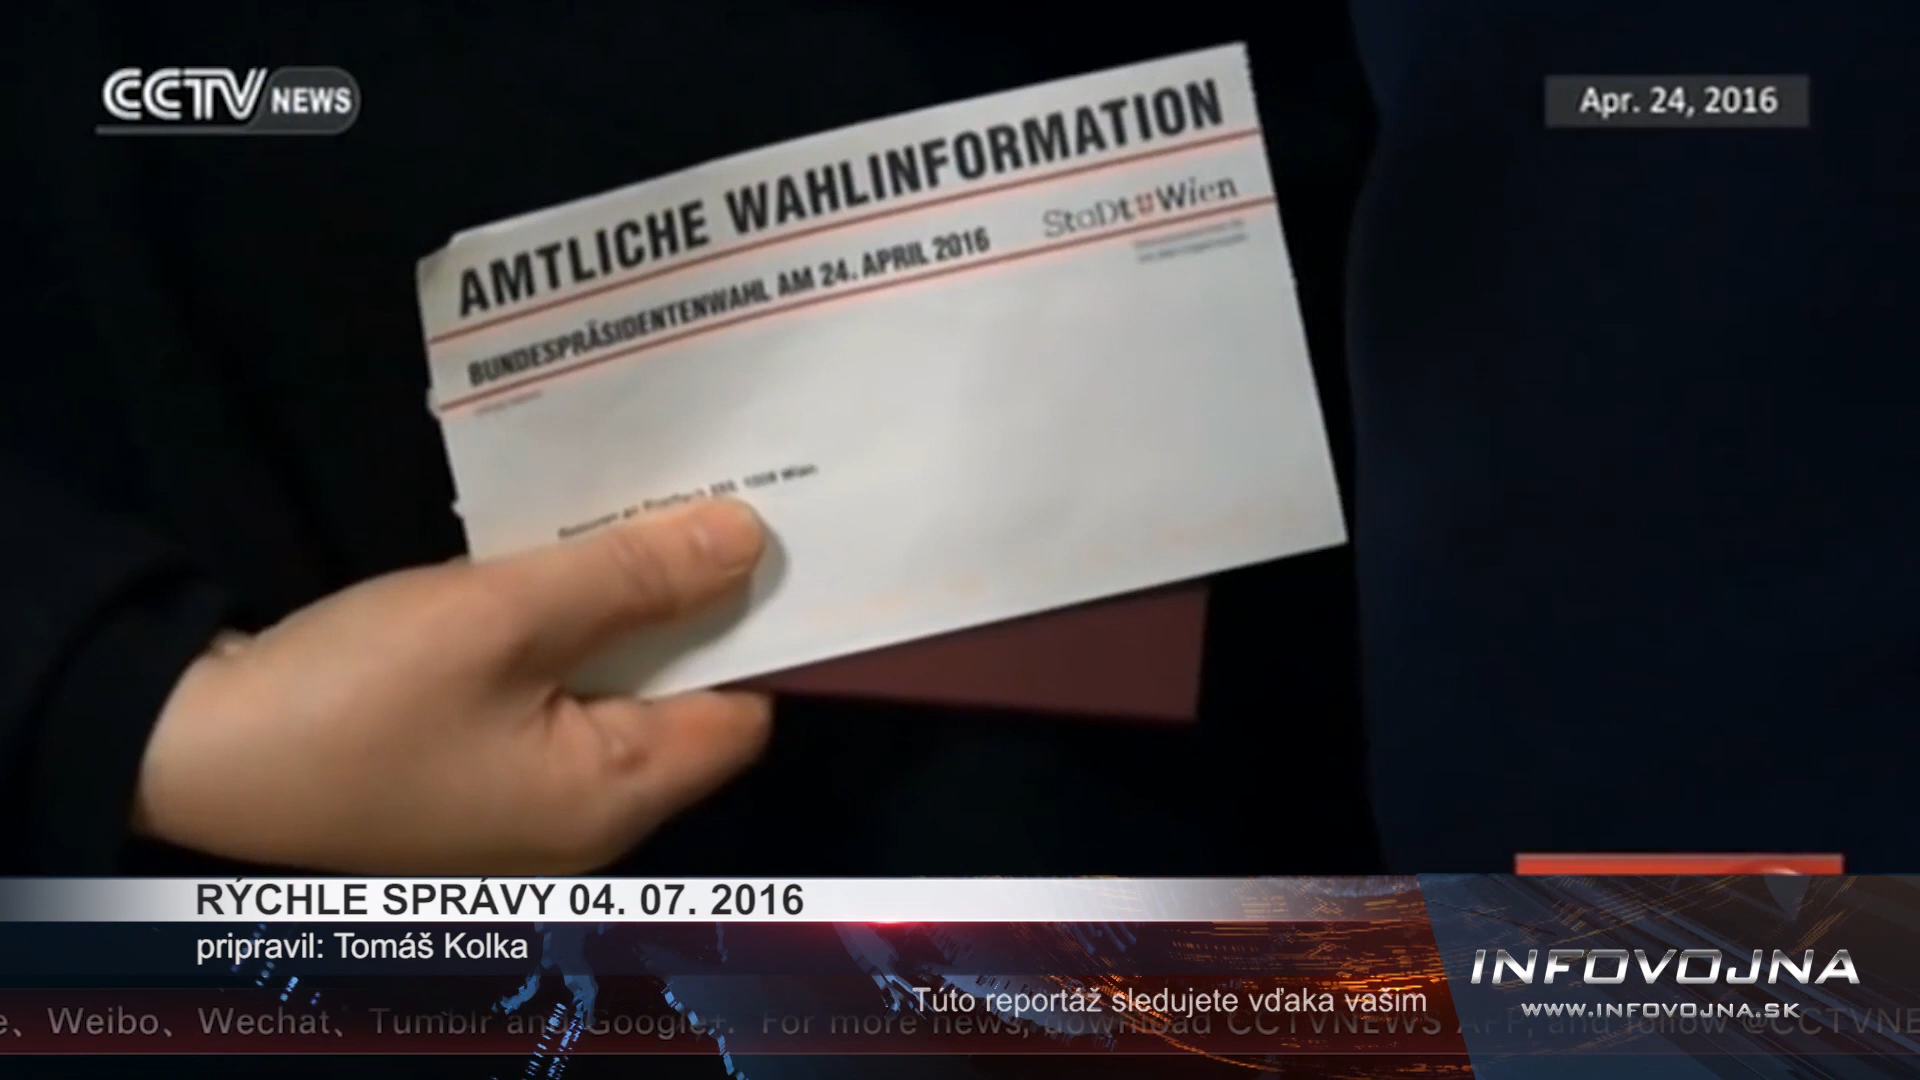 CCTV NEWS
Apr. 24, 2016
AMTLICHE WAHLINFORMATION
BUNDESPRÄSIDENTENWAHL AM 24. APRIL 2016
StaDt Wien
1008 Wien
RÝCHLE SPRÁVY 04. 07. 2016
pripravil: Tomáš Kolka
INFOVOJNA
WWW.INFOVOJNA.SK
Túto reportáž sledujete vďaka vašim
e、Weibo、Wechat、Tumblr and Google+. For more news, download CCTVNEWS APP, and follow @CCTVNE